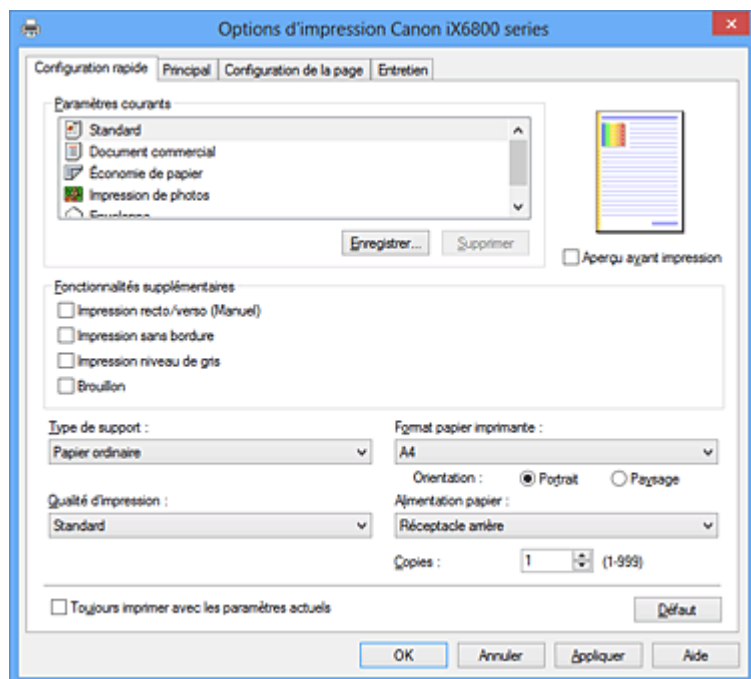 Options d'impression Canon iX6800 series
Configuration rapide Principal Configuration de la page Entretien
Paramètres courants
Standard
Document commercial
Économie de papier
Impression de photos
Enveloppe
Enregistrer... Supprimer
Aperçu avant impression
Fonctionnalités supplémentaires
Impression recto/verso (Manuel)
Impression sans bordure
Impression niveau de gris
Brouillon
Type de support : Format papier imprimante :
Papier ordinaire A4
Orientation : Portrait Paysage
Qualité d'impression : Alimentation papier :
Standard Réceptacle arrière
Copies : 1 (1-999)
Toujours imprimer avec les paramètres actuels Défaut
OK Annuler Appliquer Aide